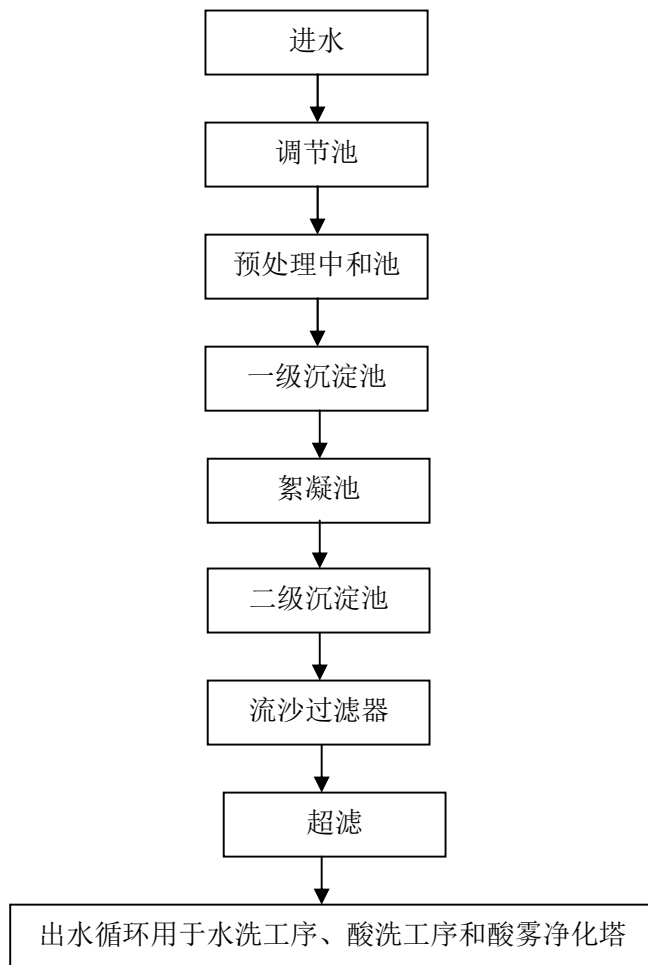 进水
调节池
预处理中和池
一级沉淀池
絮凝池
二级沉淀池
流沙过滤器
超滤
出水循环用于水洗工序、酸洗工序和酸雾净化塔